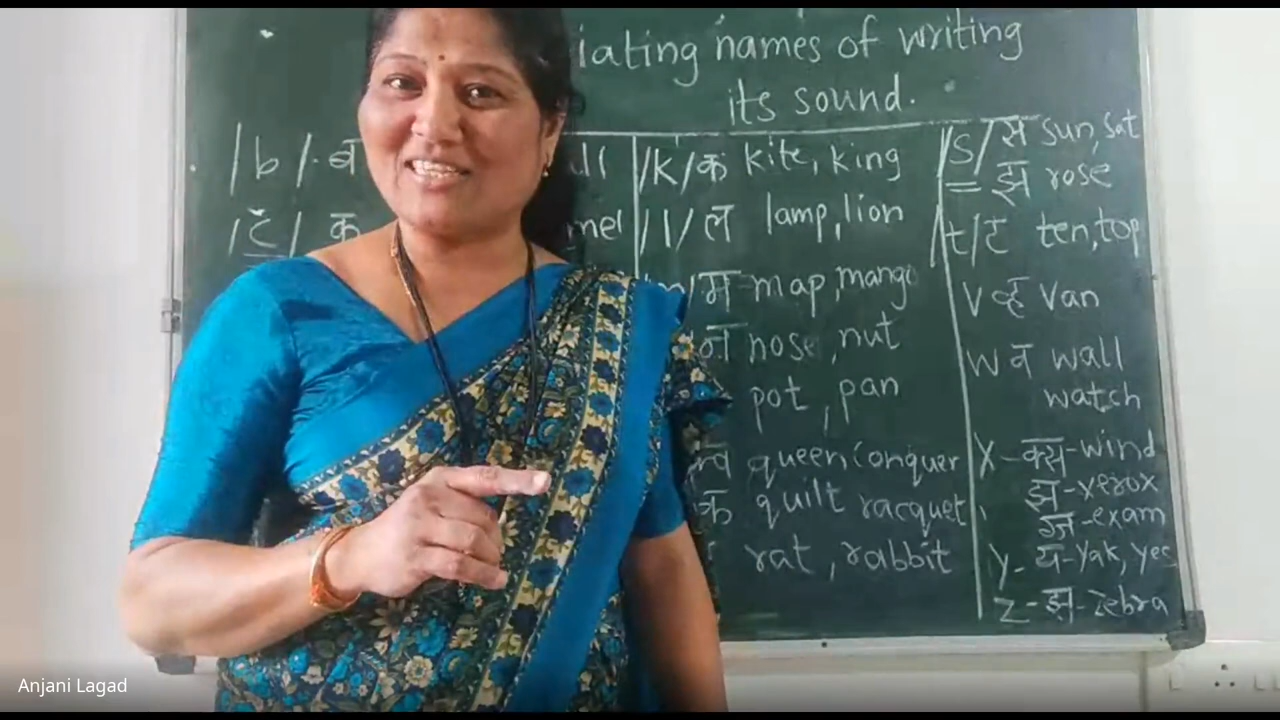 iating names of writing
its sound.
/b/ ब
/c/ क mel
/k/ क kite, king
/l/ ल lamp, lion
म map, mango
न nose, nut
pot, pan
queen conquer
क quilt racquet
rat, rabbit
/s/ स sun, sat
झ rose
/t/ ट ten, top
v व्ह van
w व wall
watch
x - क्स - wind
झ - xerox
ग्ज - exam
y - य - yak, yes
z - झ - zebra
Anjani Lagad